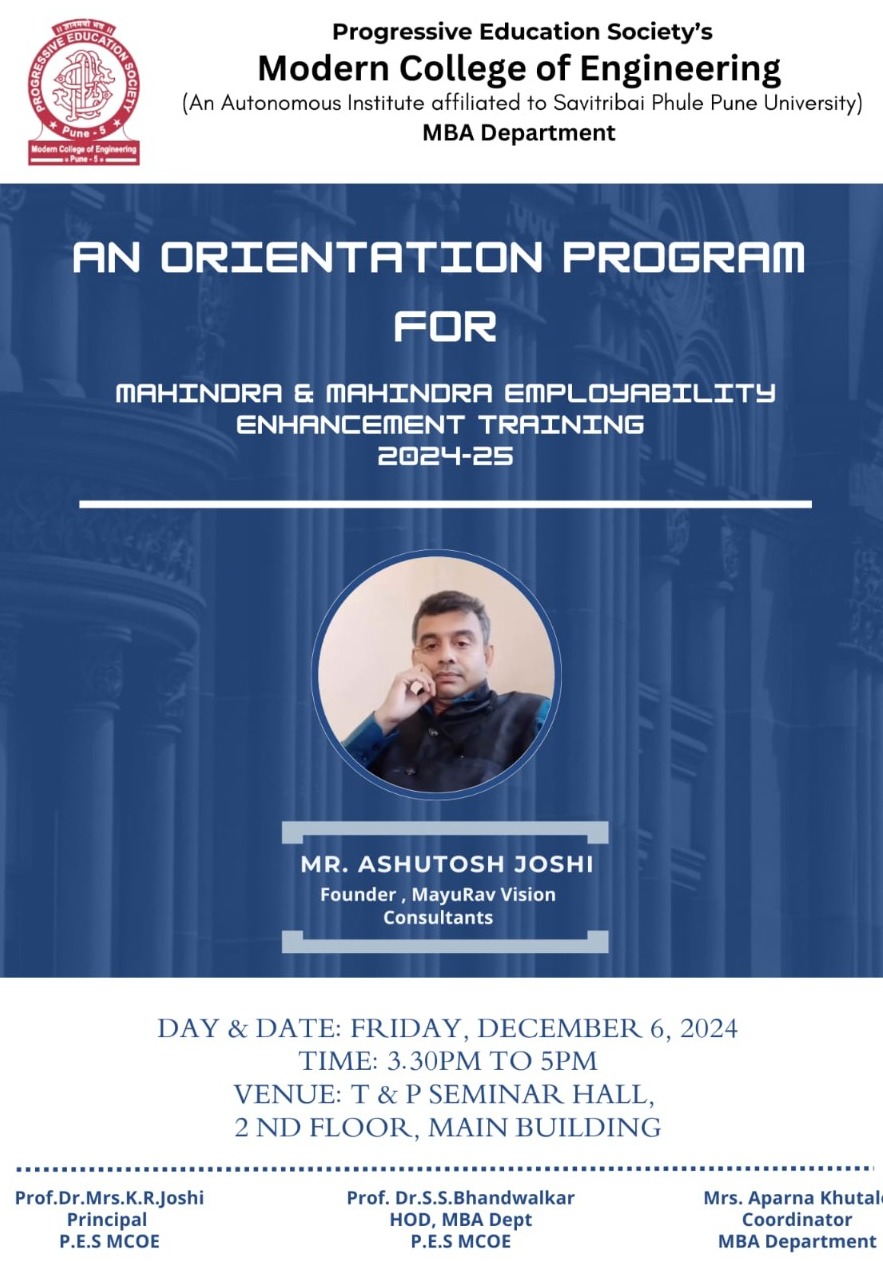 || ज्ञानमयो भव ||
PROGRESSIVE EDUCATION SOCIETY
★ Pune - 5 ★
Modern College of Engineering
Pune - 5
Progressive Education Society’s
Modern College of Engineering
(An Autonomous Institute affiliated to Savitribai Phule Pune University)
MBA Department
AN ORIENTATION PROGRAM
FOR
MAHINDRA & MAHINDRA EMPLOYABILITY
ENHANCEMENT TRAINING
2024-25
MR. ASHUTOSH JOSHI
Founder , MayuRav Vision
Consultants
DAY & DATE: FRIDAY, DECEMBER 6, 2024
TIME: 3.30PM TO 5PM
VENUE: T & P SEMINAR HALL,
2 ND FLOOR, MAIN BUILDING
Prof.Dr.Mrs.K.R.Joshi Prof. Dr.S.S.Bhandwalkar Mrs. Aparna
Principal HOD, MBA Dept Coordinator
P.E.S MCOE P.E.S MCOE MBA Department